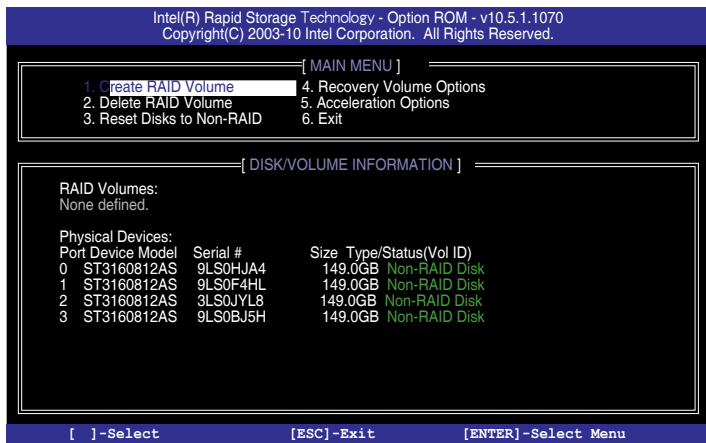 Intel(R) Rapid Storage Technology - Option ROM - v10.5.1.1070
Copyright(C) 2003-10 Intel Corporation. All Rights Reserved.
[ MAIN MENU ]
1. Create RAID Volume 4. Recovery Volume Options
2. Delete RAID Volume 5. Acceleration Options
3. Reset Disks to Non-RAID 6. Exit
[ DISK/VOLUME INFORMATION ]
RAID Volumes:
None defined.
Physical Devices:
Port Device Model Serial # Size Type/Status(Vol ID)
0 ST3160812AS 9LS0HJA4 149.0GB Non-RAID Disk
1 ST3160812AS 9LS0F4HL 149.0GB Non-RAID Disk
2 ST3160812AS 3LS0JYL8 149.0GB Non-RAID Disk
3 ST3160812AS 9LS0BJ5H 149.0GB Non-RAID Disk
[ ]-Select [ESC]-Exit [ENTER]-Select Menu